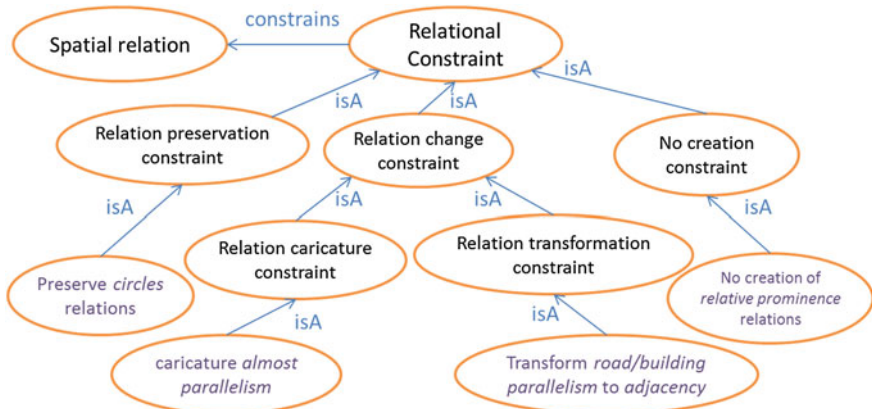 constrains
Spatial relation
Relational
Constraint
isA
isA
isA
Relation preservation
constraint
Relation change
constraint
No creation
constraint
isA
isA
isA
isA
Relation caricature
constraint
Relation transformation
constraint
Preserve circles
relations
No creation of
relative prominence
relations
isA
isA
caricature almost
parallelism
Transform road/building
parallelism to adjacency